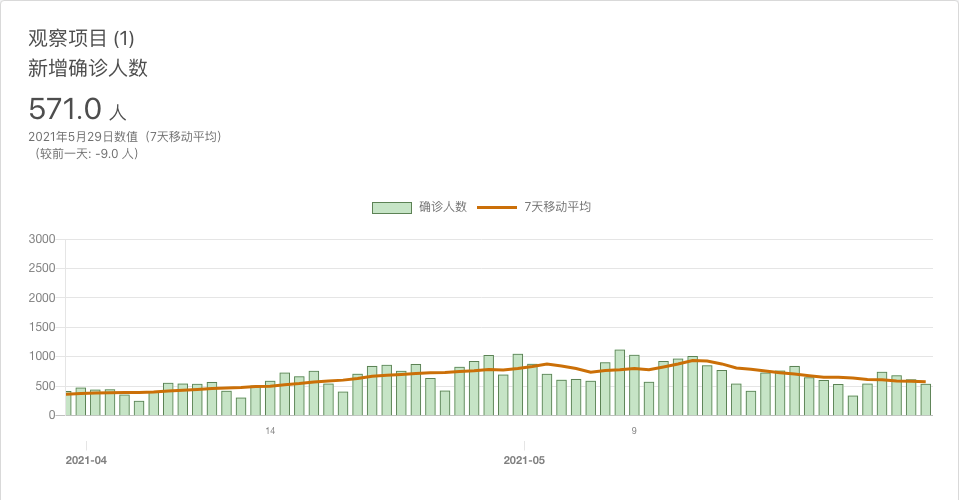 观察项目 (1)
新增确诊人数
571.0 人
2021年5月29日数值（7天移动平均）
（较前一天: -9.0 人）
确诊人数 7天移动平均
3000
2500
2000
1500
1000
500
0
14 9
2021-04 2021-05